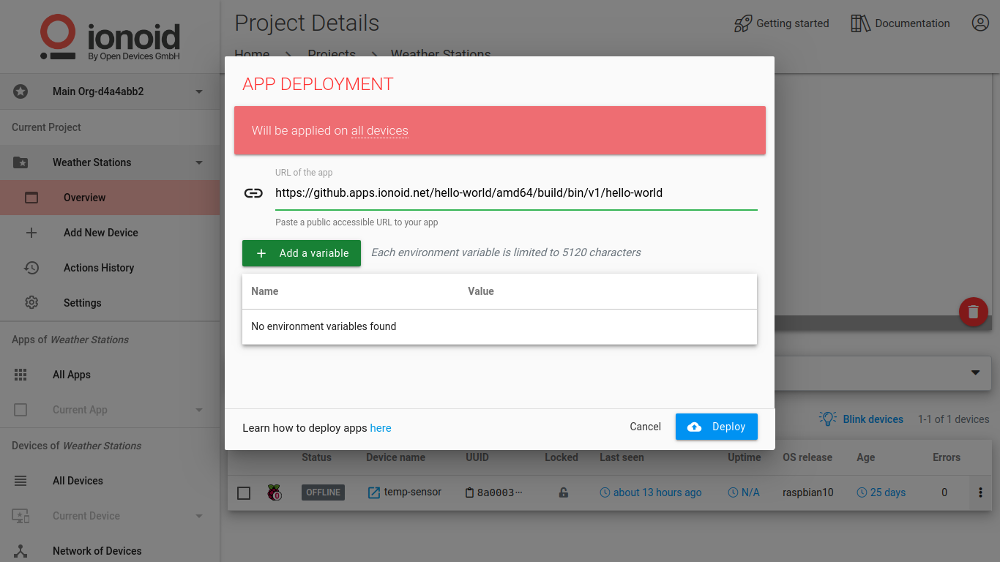 ionoid
By Open Devices GmbH
Project Details
Getting started
Documentation
Home > Projects > Weather Stations
Main Org-d4a4abb2
Current Project
Weather Stations
Overview
Add New Device
Actions History
Settings
Apps of Weather Stations
All Apps
Current App
Devices of Weather Stations
All Devices
Current Device
Network of Devices
APP DEPLOYMENT
Will be applied on all devices
URL of the app
https://github.apps.ionoid.net/hello-world/amd64/build/bin/v1/hello-world
Paste a public accessible URL to your app
+ Add a variable
Each environment variable is limited to 5120 characters
Name Value
No environment variables found
Learn how to deploy apps here
Cancel
Deploy
Blink devices
1-1 of 1 devices
Status Device name UUID Locked Last seen Uptime OS release Age Errors
OFFLINE temp-sensor 8a0003··· about 13 hours ago N/A raspbian10 25 days 0